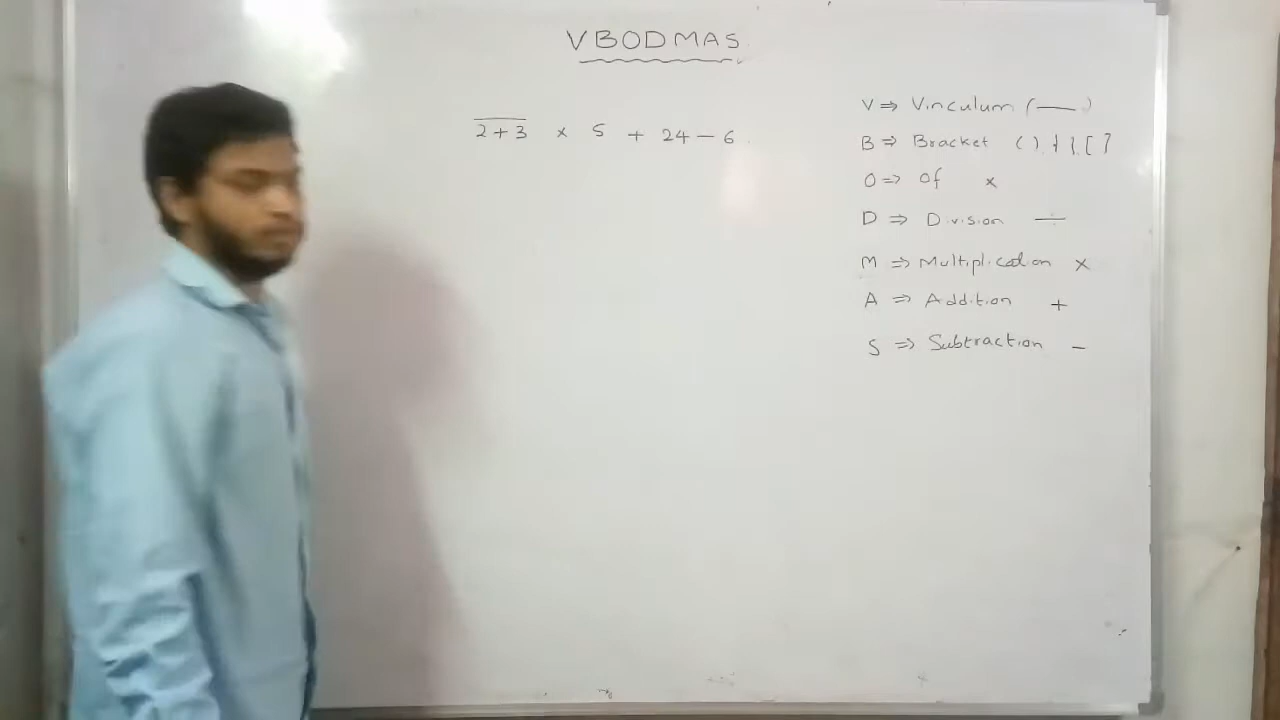 VBODMAS
2+3 × 5 + 24 - 6
V ⇒ Vinculum (—)
B ⇒ Bracket ( ), { }, [ ]
O ⇒ Of ×
D ⇒ Division ÷
M ⇒ Multiplication ×
A ⇒ Addition +
S ⇒ Subtraction -